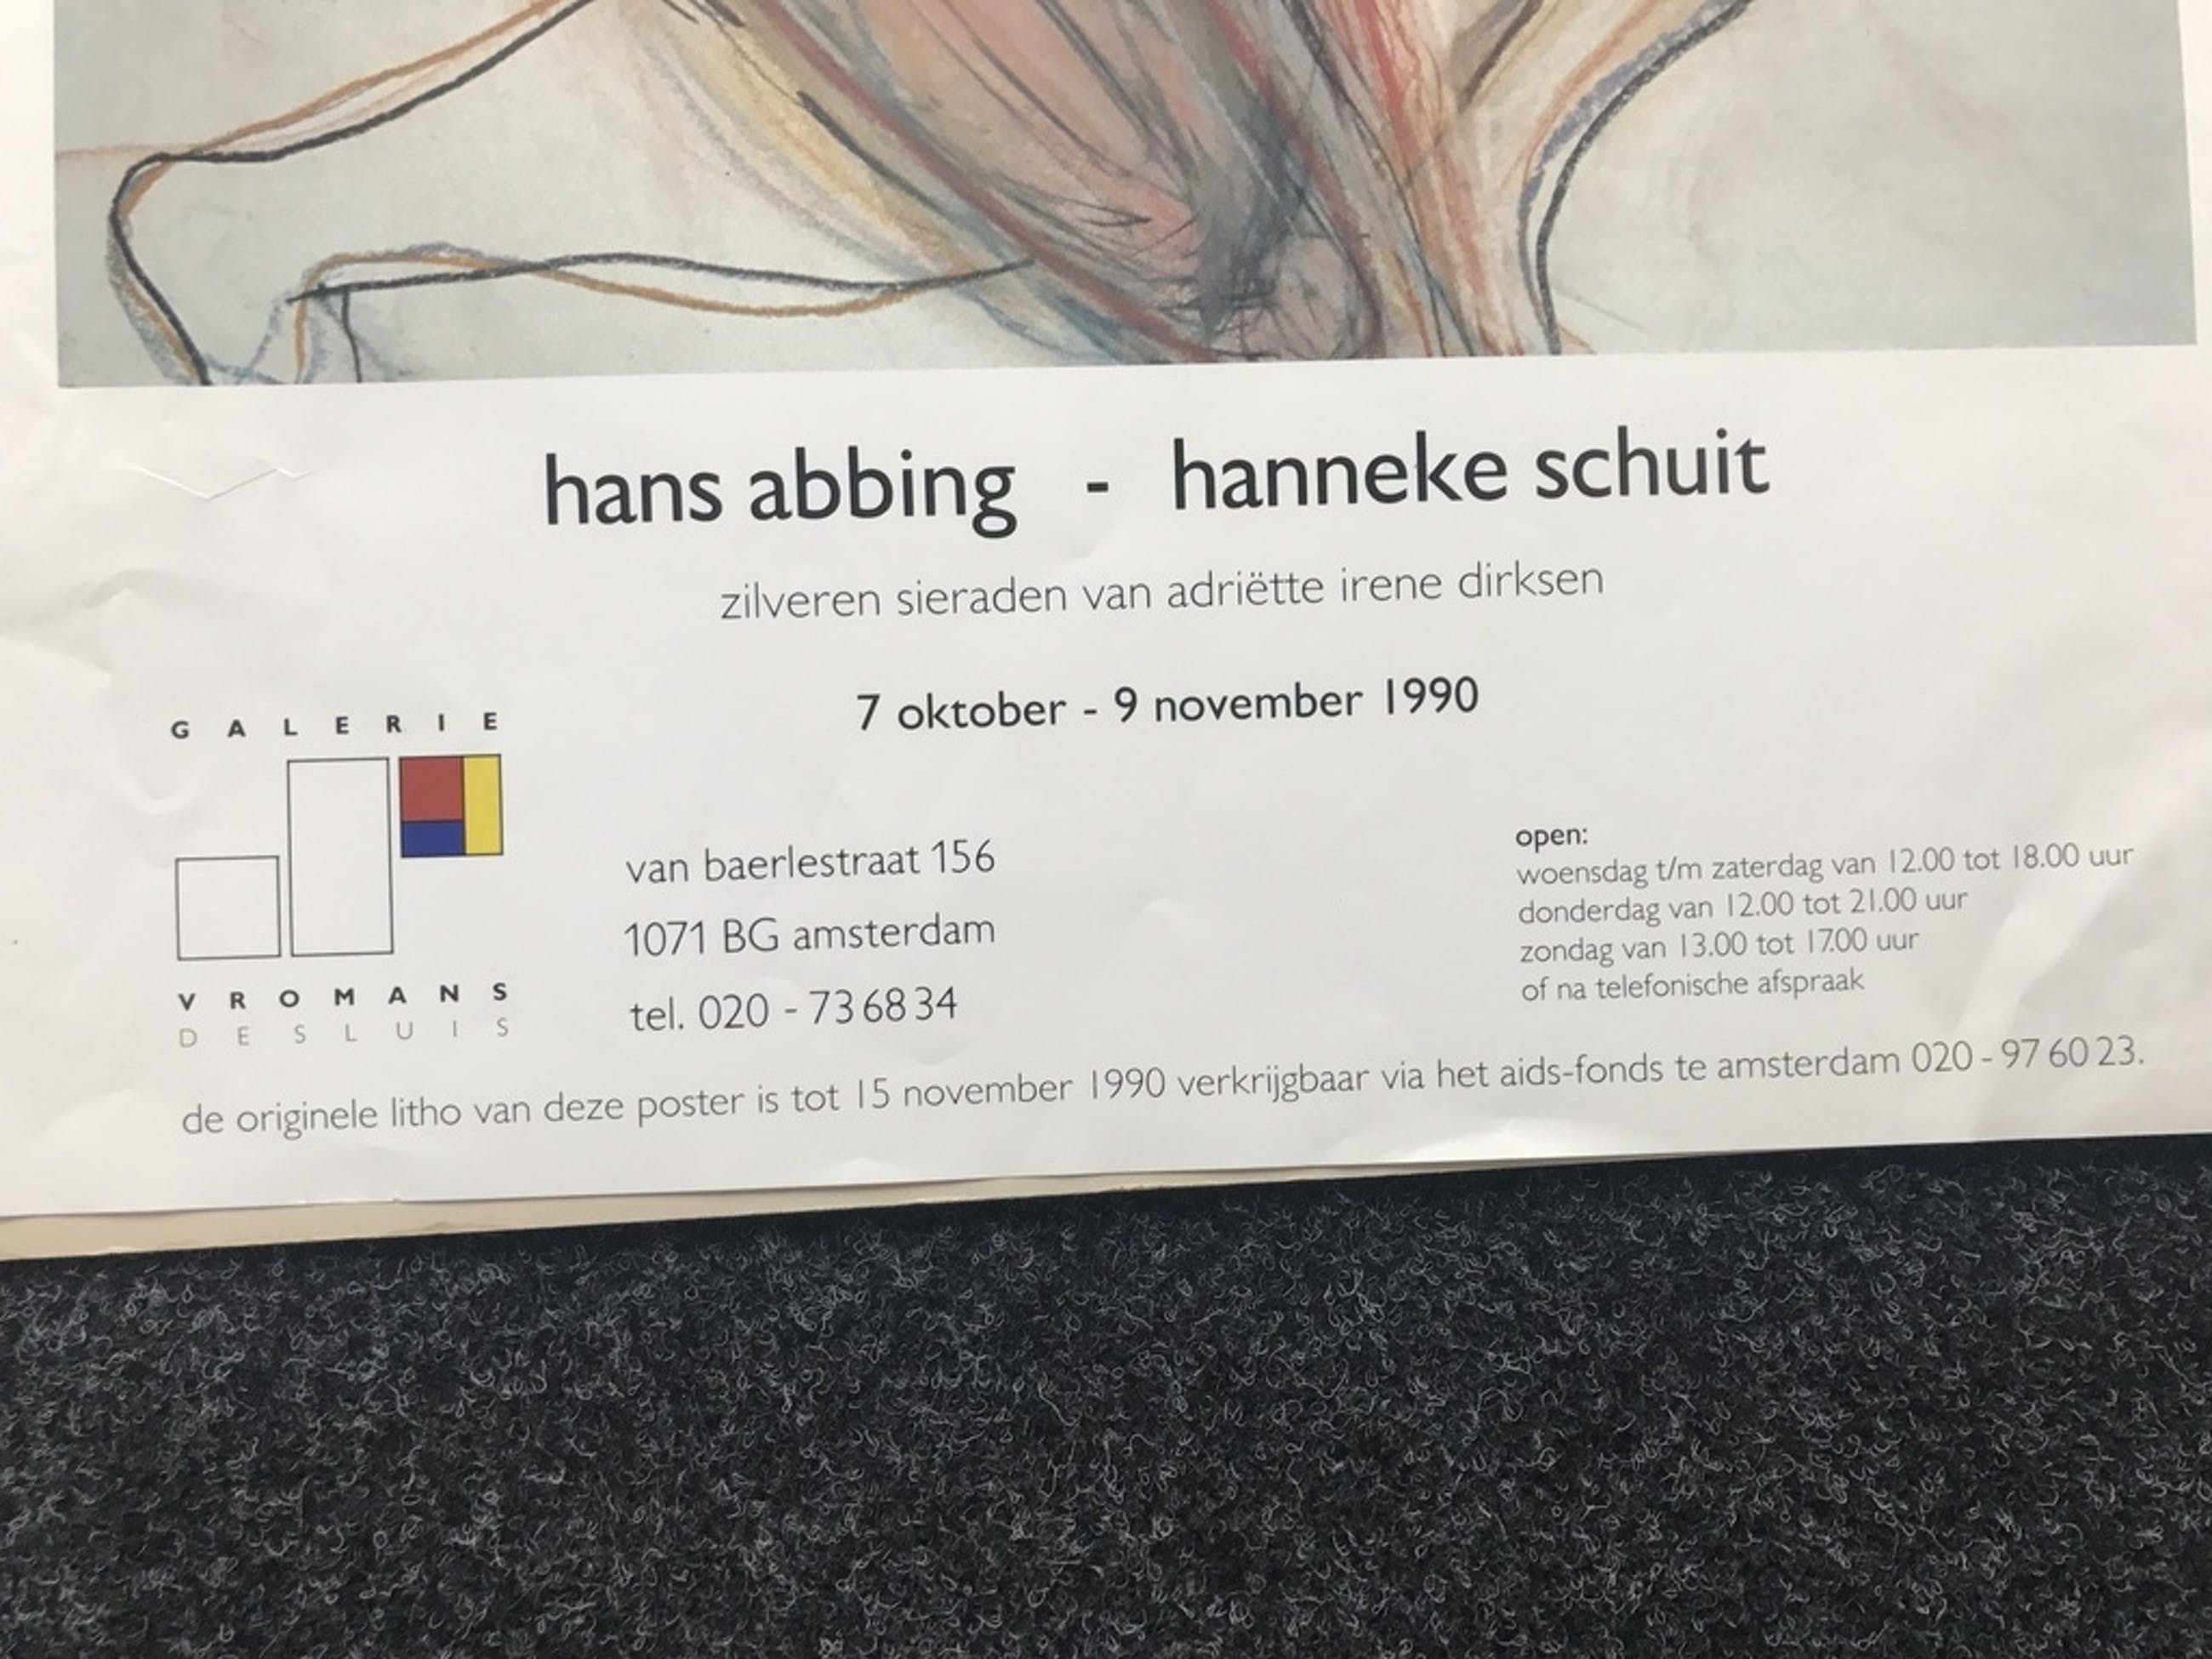 hans abbing - hanneke schuit
zilveren sieraden van adriëtte irene dirksen
7 oktober - 9 november 1990
GALERIE
VROMANS
DESLUIS
van baerlestraat 156
1071 BG amsterdam
tel. 020 - 73 68 34
open:
woensdag t/m zaterdag van 12.00 tot 18.00 uur
donderdag van 12.00 tot 21.00 uur
zondag van 13.00 tot 17.00 uur
of na telefonische afspraak
de originele litho van deze poster is tot 15 november 1990 verkrijgbaar via het aids-fonds te amsterdam 020 - 97 60 23.